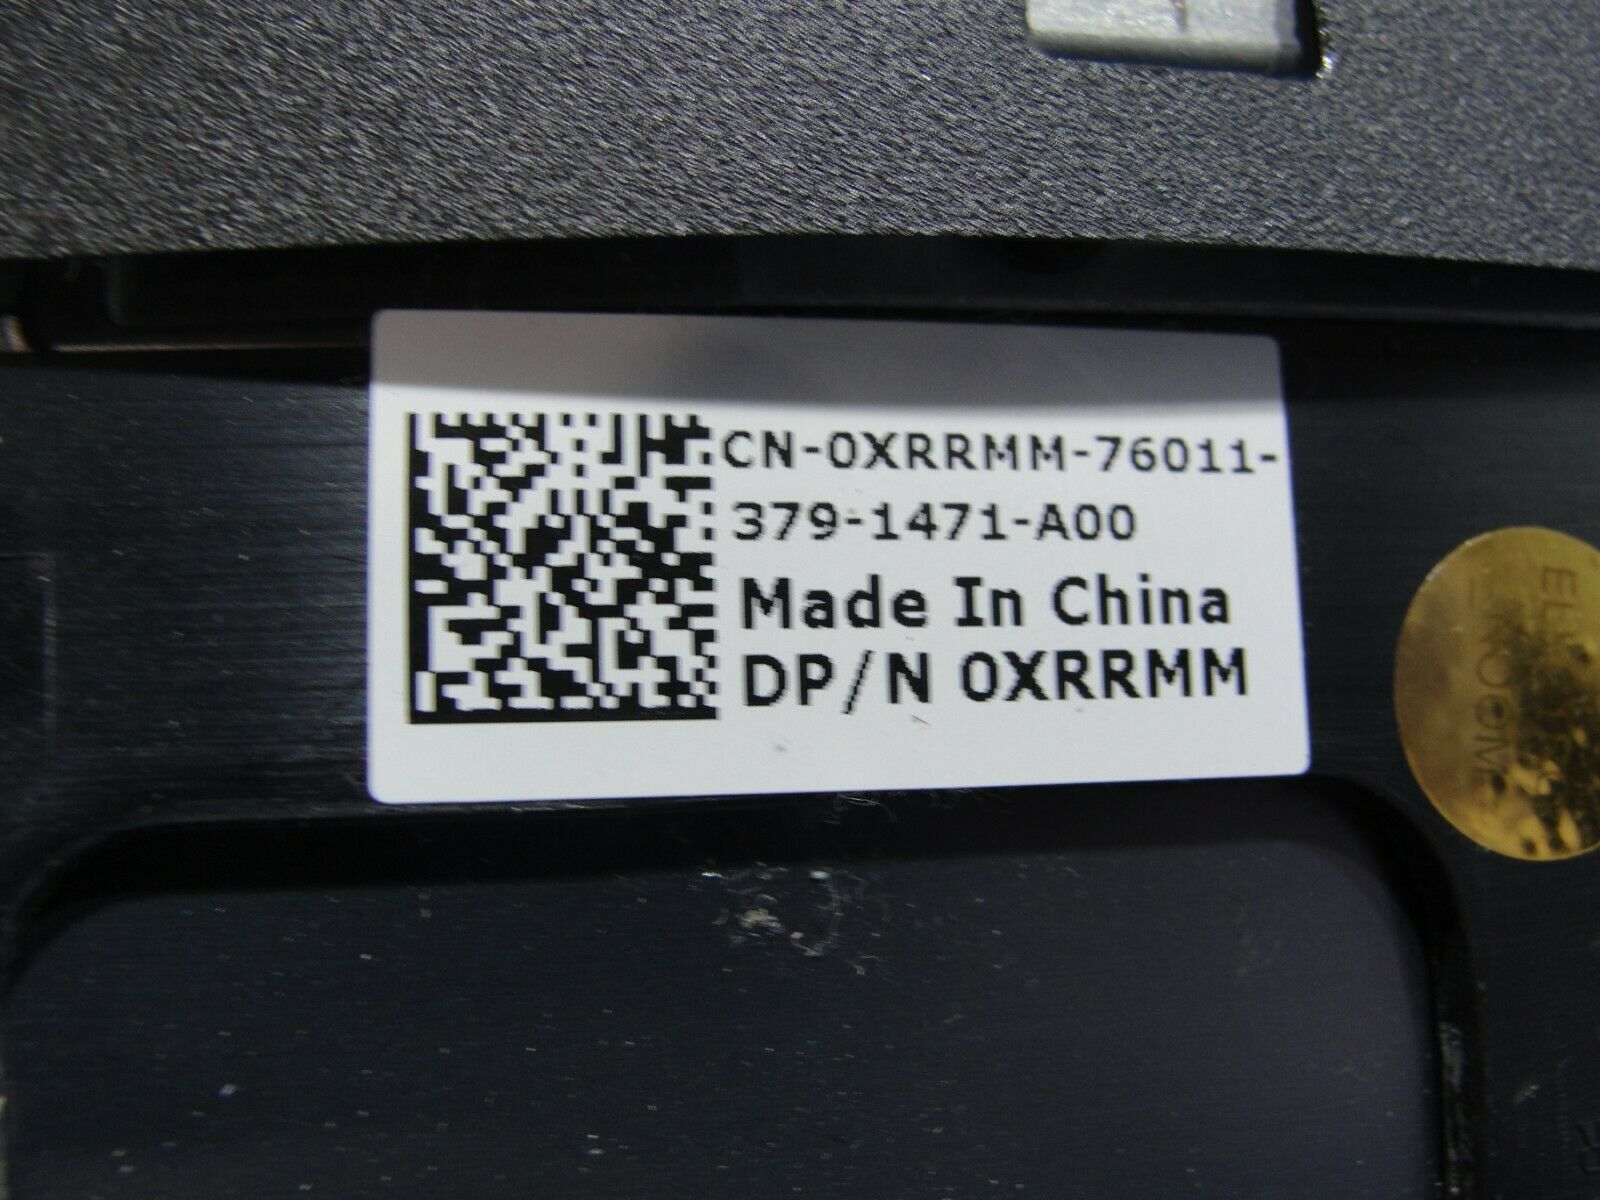 CN-0XRRMM-76011-
379-1471-A00
Made In China
DP/N 0XRRMM